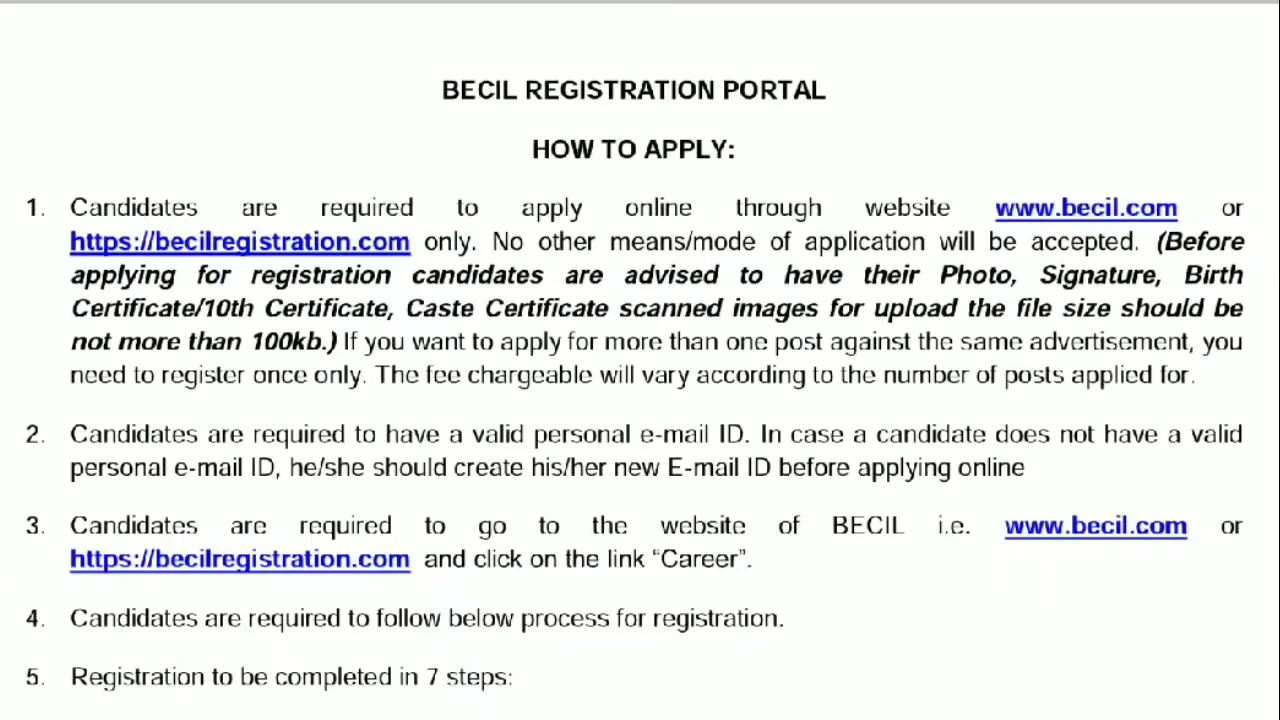 BECIL REGISTRATION PORTAL
HOW TO APPLY:
1. Candidates are required to apply online through website www.becil.com or
https://becilregistration.com only. No other means/mode of application will be accepted. (Before
applying for registration candidates are advised to have their Photo, Signature, Birth
Certificate/10th Certificate, Caste Certificate scanned images for upload the file size should be
not more than 100kb.) If you want to apply for more than one post against the same advertisement, you
need to register once only. The fee chargeable will vary according to the number of posts applied for.
2. Candidates are required to have a valid personal e-mail ID. In case a candidate does not have a valid
personal e-mail ID, he/she should create his/her new E-mail ID before applying online
3. Candidates are required to go to the website of BECIL i.e. www.becil.com or
https://becilregistration.com and click on the link “Career”.
4. Candidates are required to follow below process for registration.
5. Registration to be completed in 7 steps: